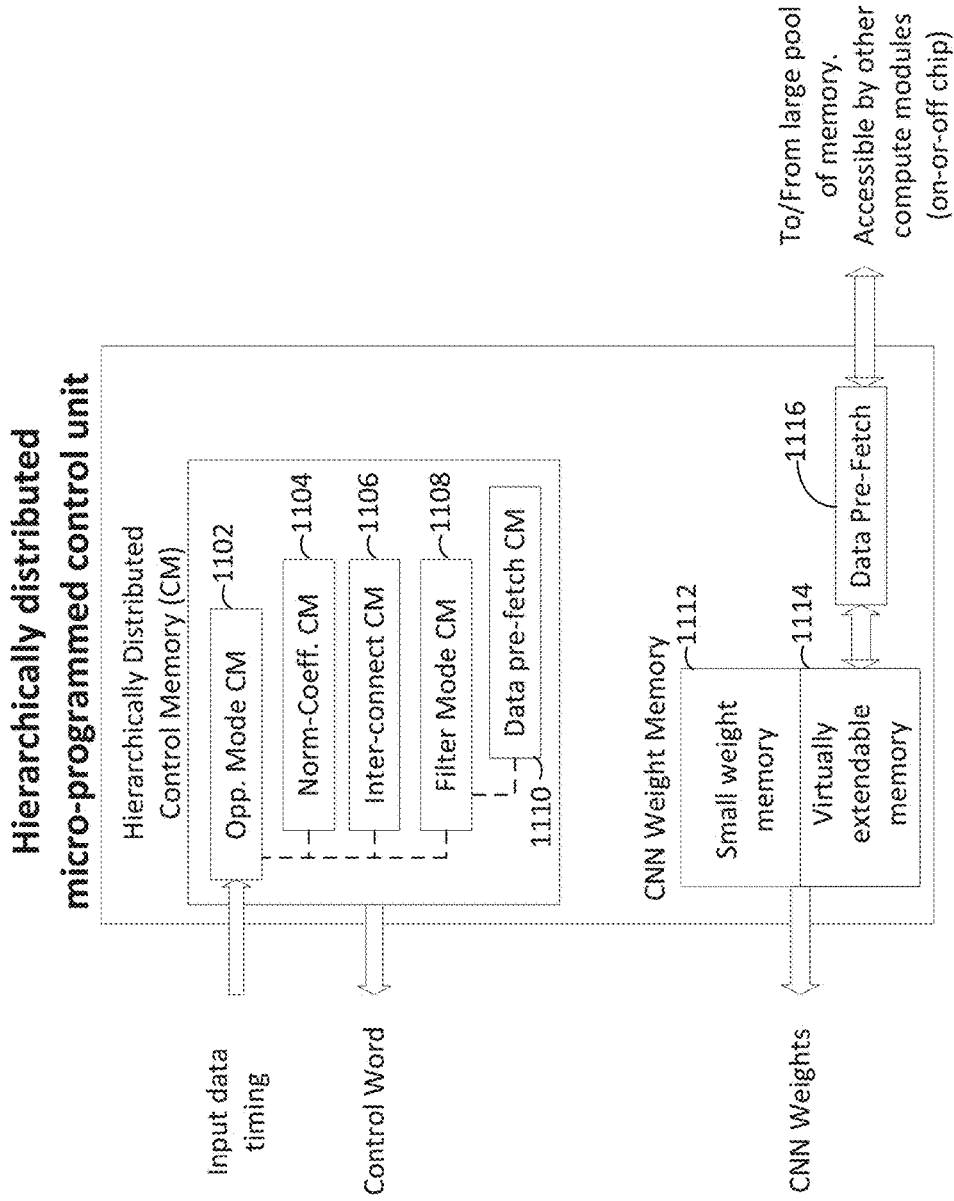 Hierarchically distributed
micro-programmed control unit
Hierarchically Distributed
Control Memory (CM)
Input data
timing
Opp. Mode CM
1102
Norm-Coeff. CM
1104
Inter-connect CM
1106
Filter Mode CM
1108
Data pre-fetch CM
1110
Control Word
CNN Weight Memory
1112
Small weight
memory
1114
Virtually
extendable
memory
CNN Weights
1116
Data Pre-Fetch
To/From large pool
of memory.
Accessible by other
compute modules
(on-or-off chip)